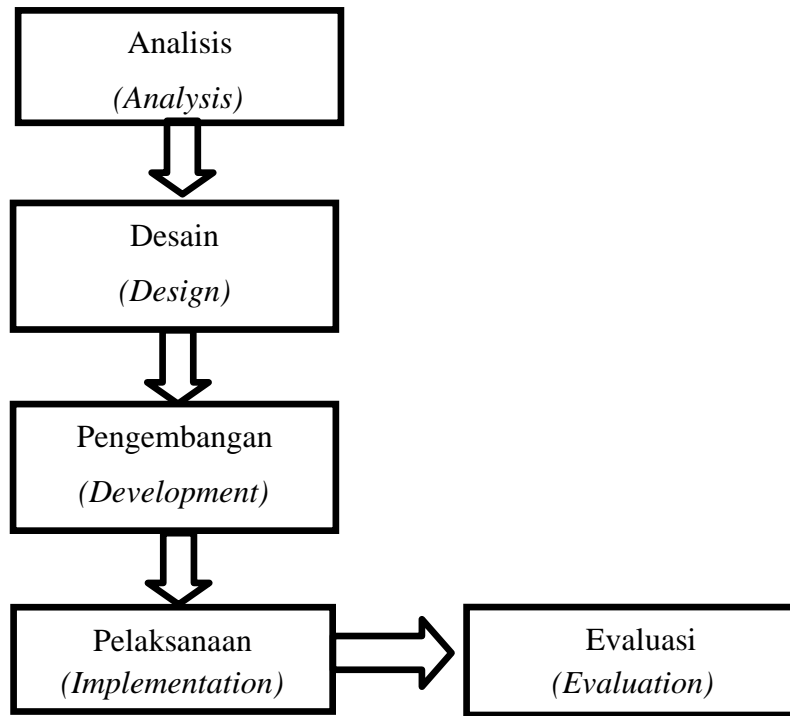 Analisis
(Analysis)
Desain
(Design)
Pengembangan
(Development)
Pelaksanaan
(Implementation)
Evaluasi
(Evaluation)